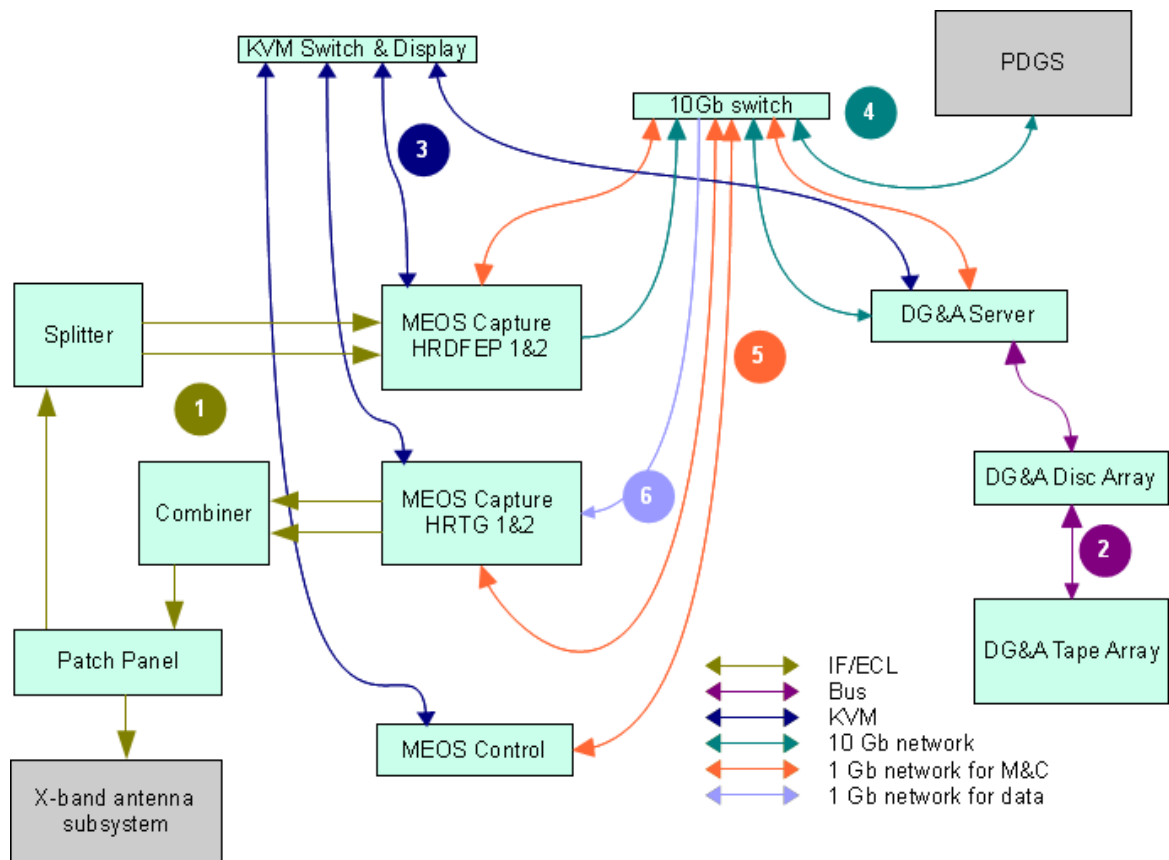 KVM Switch & Display
PDGS
10Gb switch
4
3
Splitter
MEOS Capture
HRDFEP 1&2
DG&A Server
5
1
Combiner
MEOS Capture
HRTG 1&2
6
DG&A Disc Array
2
Patch Panel
DG&A Tape Array
MEOS Control
X-band antenna
subsystem
IF/ECL
Bus
KVM
10 Gb network
1 Gb network for M&C
1 Gb network for data